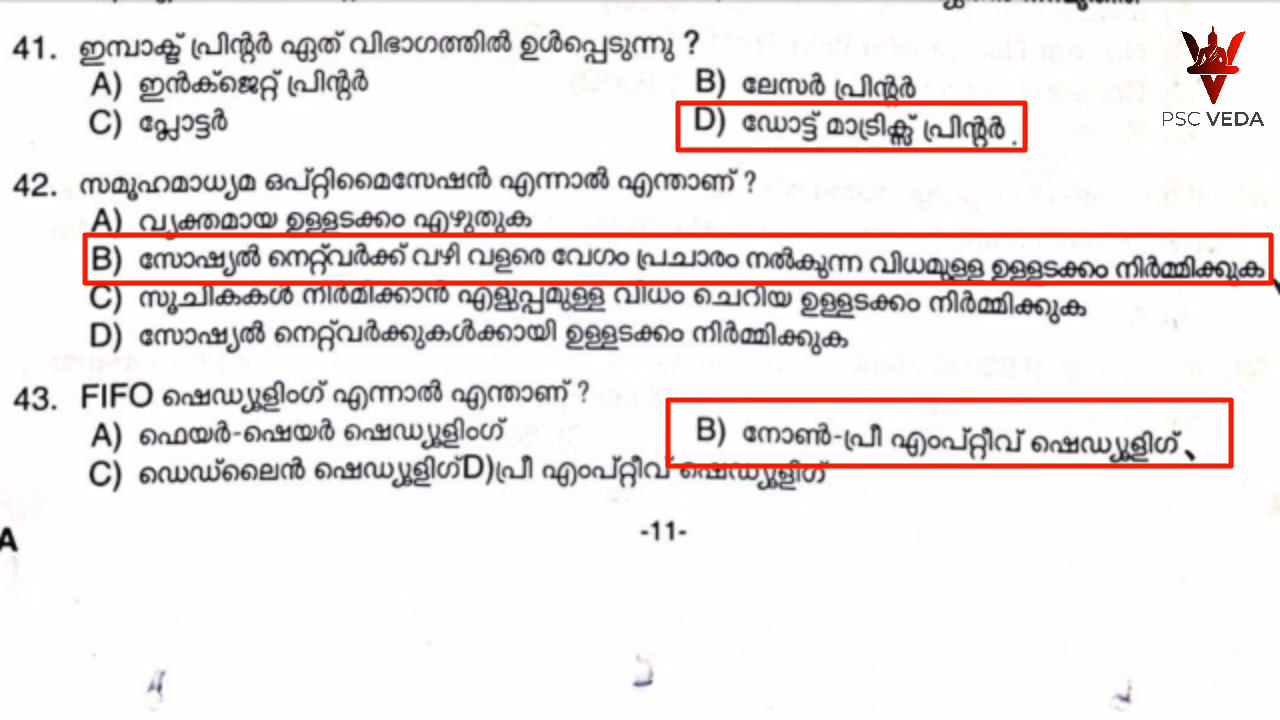 41. ഇമ്പാക്ട് പ്രിന്റർ ഏത് വിഭാഗത്തിൽ ഉൾപ്പെടുന്നു ?
A) ഇൻക്ജെറ്റ് പ്രിന്റർ B) ലേസർ പ്രിന്റർ
C) പ്ലോട്ടർ D) ഡോട്ട് മാട്രിക്സ് പ്രിന്റർ .
PSC VEDA
42. സമൂഹമാധ്യമ ഒപ്റ്റിമൈസേഷൻ എന്നാൽ എന്താണ് ?
A) വ്യക്തമായ ഉള്ളടക്കം എഴുതുക
B) സോഷ്യൽ നെറ്റ്‌വർക്ക് വഴി വളരെ വേഗം പ്രചാരം നൽകുന്ന വിധമുള്ള ഉള്ളടക്കം നിർമ്മിക്കുക
C) സൂചികകൾ നിർമിക്കാൻ എളുപ്പമുള്ള വിധം ചെറിയ ഉള്ളടക്കം നിർമ്മിക്കുക
D) സോഷ്യൽ നെറ്റ്‌വർക്കുകൾക്കായി ഉള്ളടക്കം നിർമ്മിക്കുക
43. FIFO ഷെഡ്യൂളിംഗ് എന്നാൽ എന്താണ് ?
A) ഫെയർ-ഷെയർ ഷെഡ്യൂളിംഗ് B) നോൺ-പ്രീ എംപ്റ്റീവ് ഷെഡ്യൂളിഗ്
C) ഡെഡ്‌ലൈൻ ഷെഡ്യൂളിഗ്D)പ്രീ എംപ്റ്റീവ് ഷെഡ്യൂളിഗ്
-11-
A